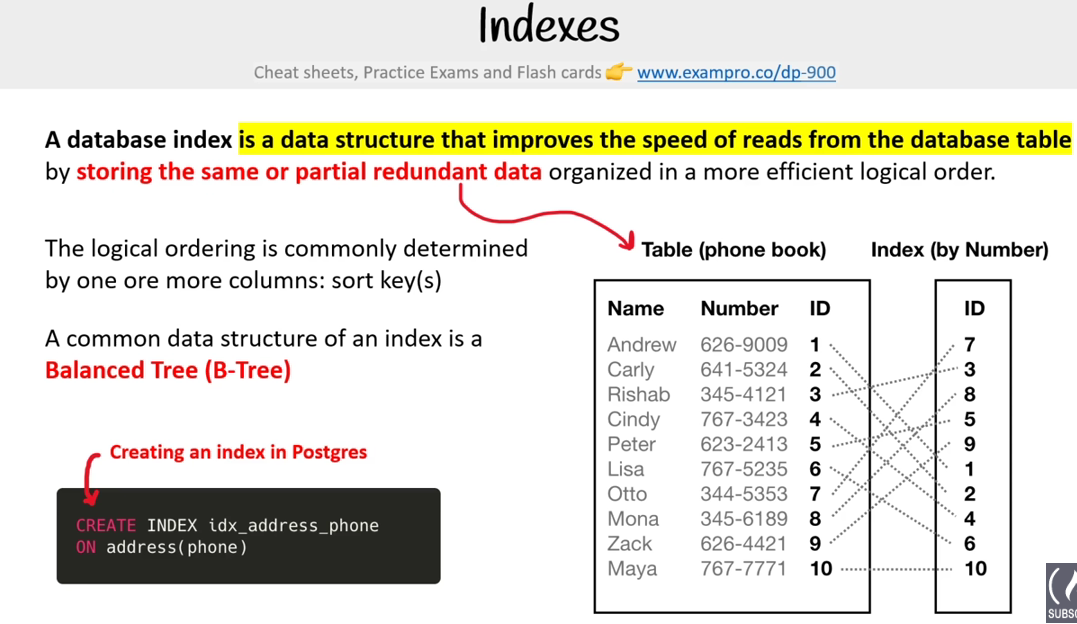 Indexes
Cheat sheets, Practice Exams and Flash cards 👉 www.exampro.co/dp-900
A database index is a data structure that improves the speed of reads from the database table
by storing the same or partial redundant data organized in a more efficient logical order.
The logical ordering is commonly determined
by one ore more columns: sort key(s)
A common data structure of an index is a
Balanced Tree (B-Tree)
Creating an index in Postgres
CREATE INDEX idx_address_phone
ON address(phone)
Table (phone book)
Name Number ID
Andrew 626-9009 1
Carly 641-5324 2
Rishab 345-4121 3
Cindy 767-3423 4
Peter 623-2413 5
Lisa 767-5235 6
Otto 344-5353 7
Mona 345-6189 8
Zack 626-4421 9
Maya 767-7771 10
Index (by Number)
ID
7
3
8
5
9
1
2
4
6
10